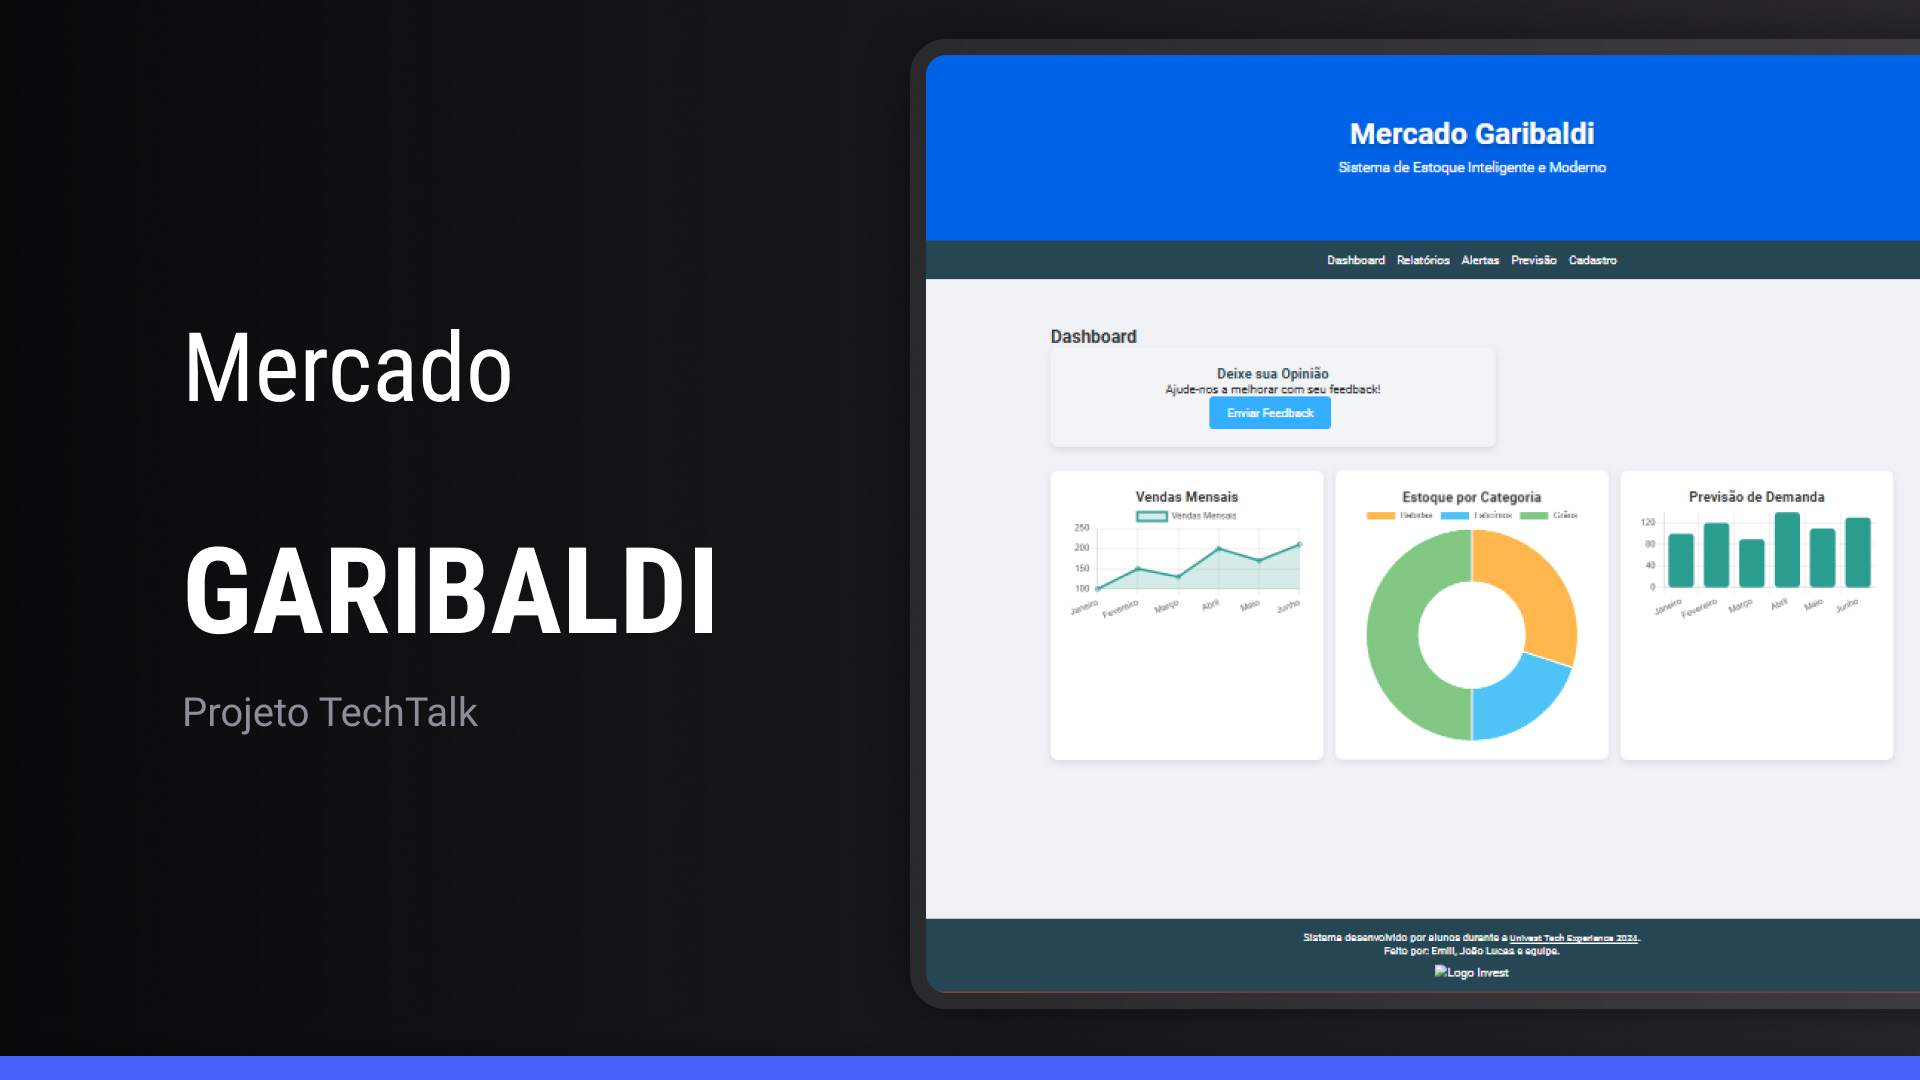 Mercado
GARIBALDI
Projeto TechTalk
Mercado Garibaldi
Sistema de Estoque Inteligente e Moderno
Dashboard Relatórios Alertas Previsão Cadastro
Dashboard
Deixe sua Opinião
Ajude-nos a melhorar com seu feedback!
Enviar Feedback
Vendas Mensais
Vendas Mensais
250
200
150
100
Janeiro Fevereiro Março Abril Maio Junho
Estoque por Categoria
Bebidas Laticínios Grãos
Previsão de Demanda
120
80
40
0
Janeiro Fevereiro Março Abril Maio Junho
Sistema desenvolvido por alunos durante a Univest Tech Experience 2024.
Feito por: Emili, João Lucas e equipe.
Logo Invest